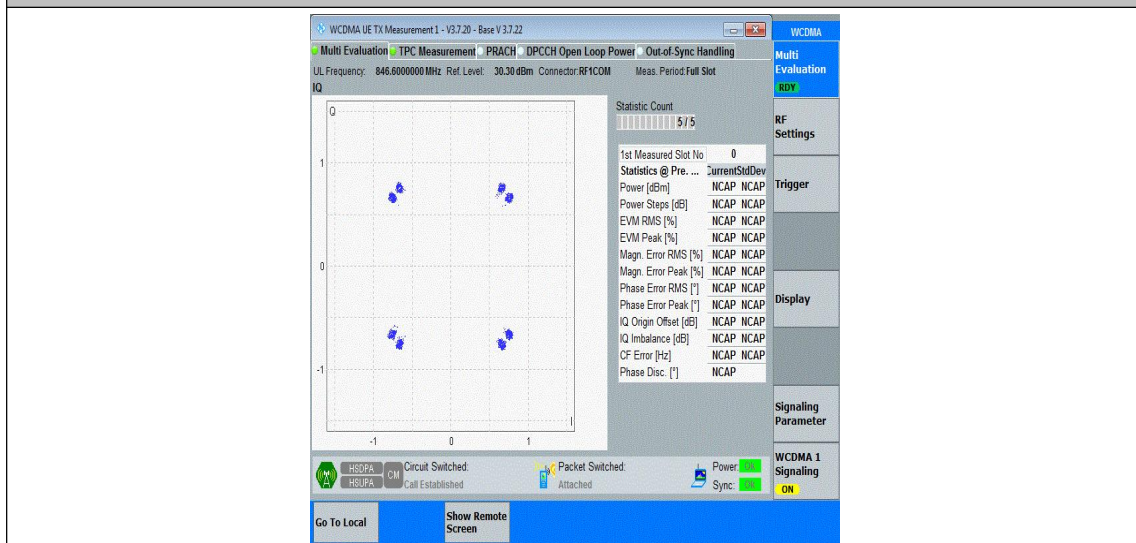 WCDMA UE TX Measurement 1 - V3.7.20 - Base V 3.7.22
WCDMA
Multi Evaluation TPC Measurement PRACH DPCCH Open Loop Power Out-of-Sync Handling
UL Frequency: 846.6000000 MHz Ref. Level: 30.30 dBm Connector: RF1COM Meas. Period: Full Slot
IQ
Q
1
0
-1
-1 0 1
I
Statistic Count
5 / 5
1st Measured Slot No 0
Statistics @ Pre. ... Current StdDev
Power [dBm] NCAP NCAP
Power Steps [dB] NCAP NCAP
EVM RMS [%] NCAP NCAP
EVM Peak [%] NCAP NCAP
Magn. Error RMS [%] NCAP NCAP
Magn. Error Peak [%] NCAP NCAP
Phase Error RMS [°] NCAP NCAP
Phase Error Peak [°] NCAP NCAP
IQ Origin Offset [dB] NCAP NCAP
IQ Imbalance [dB] NCAP NCAP
CF Error [Hz] NCAP NCAP
Phase Disc. [°] NCAP
Multi
Evaluation
RDY
RF
Settings
Trigger
Display
Signaling
Parameter
WCDMA 1
Signaling
ON
HSDPA
HSUPA
CM
Circuit Switched:
Call Established
Packet Switched:
Attached
Power: OK
Sync: OK
Go To Local
Show Remote
Screen